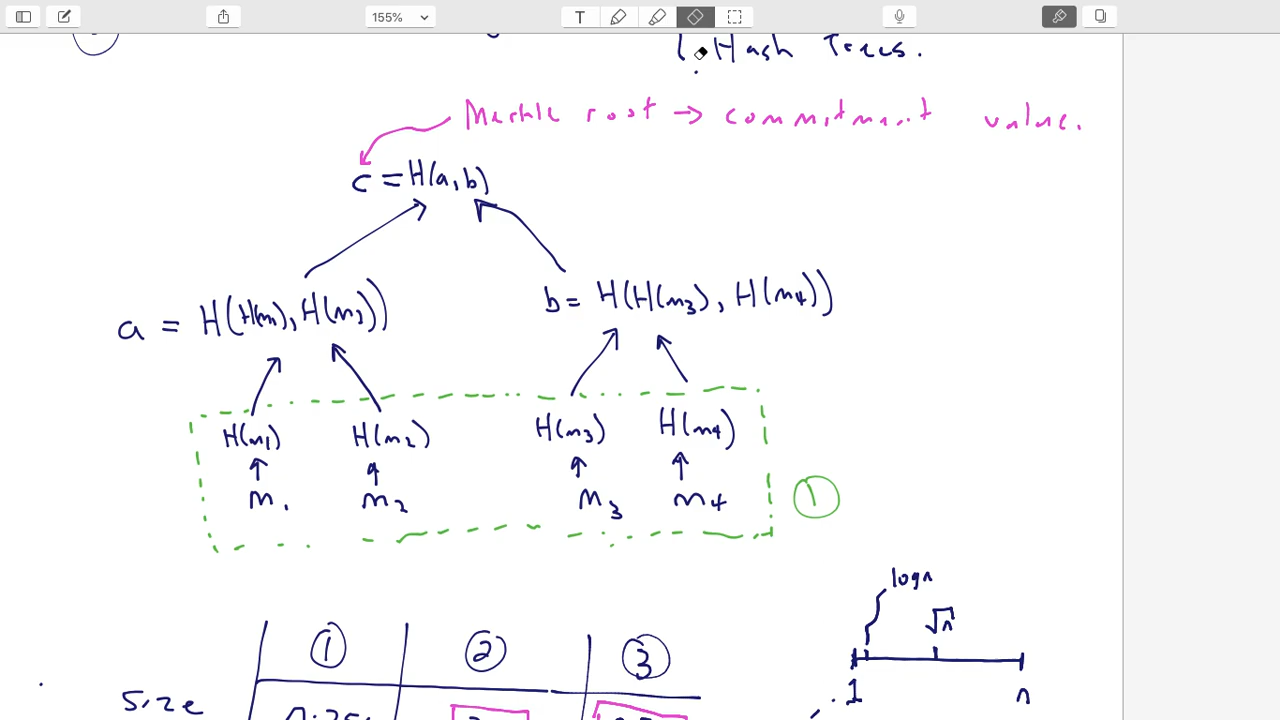 155%
T
Hash Trees.
Merkle root → commitment value.
c = H(a,b)
a = H(H(m), H(m2))
b = H(H(m3), H(m4))
H(m1) H(m2) H(m3) H(m4)
m1 m2 m3 m4
1
log n
√n
1 n
1 2 3
Size